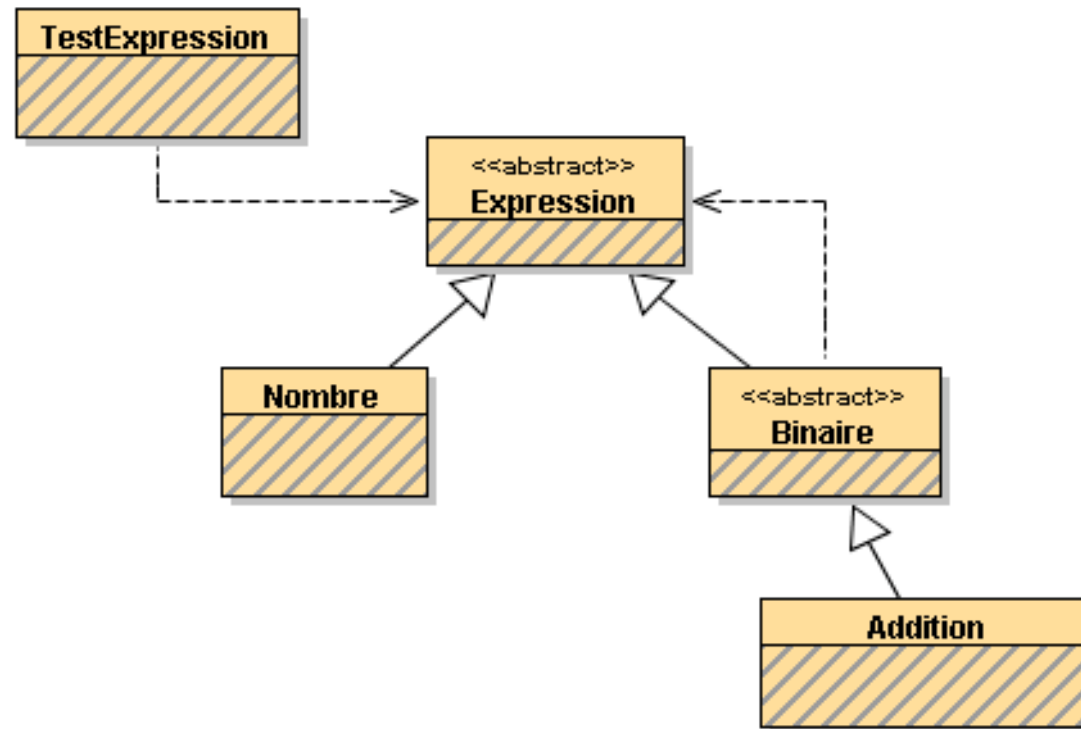 TestExpression
<<abstract>>
Expression
Nombre
<<abstract>>
Binaire
Addition